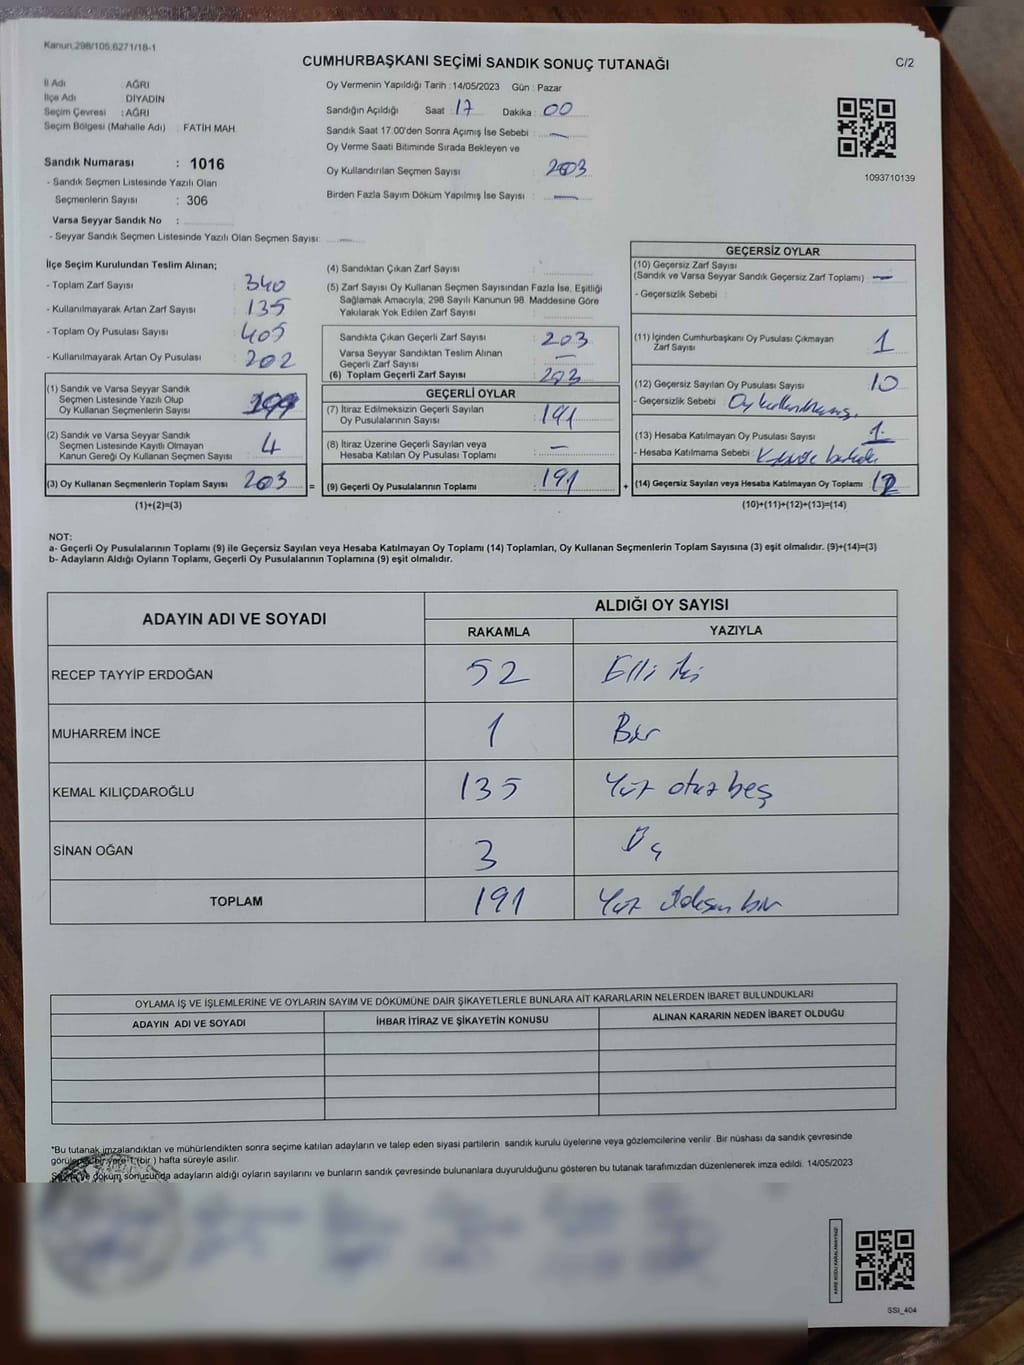 Kanun,298/105,6271/18-1
CUMHURBAŞKANI SEÇİMİ SANDIK SONUÇ TUTANAĞI
C/2
İl Adı : AĞRI
İlçe Adı : DİYADİN
Seçim Çevresi : AĞRI
Seçim Bölgesi (Mahalle Adı) : FATİH MAH.
Oy Vermenin Yapıldığı Tarih : 14/05/2023 Gün : Pazar
Sandığın Açıldığı Saat : 17 Dakika : 00
Sandık Saat 17.00'den Sonra Açımış İse Sebebi : —
Oy Verme Saati Bitiminde Sırada Bekleyen ve
Oy Kullandırılan Seçmen Sayısı : 203
Birden Fazla Sayım Döküm Yapılmış İse Sayısı : —
1093710139
Sandık Numarası : 1016
- Sandık Seçmen Listesinde Yazılı Olan
Seçmenlerin Sayısı : 306
Varsa Seyyar Sandık No :
- Seyyar Sandık Seçmen Listesinde Yazılı Olan Seçmen Sayısı: —
İlçe Seçim Kurulundan Teslim Alınan;
- Toplam Zarf Sayısı : 340
- Kullanılmayarak Artan Zarf Sayısı : 135
- Toplam Oy Pusulası Sayısı : 405
- Kullanılmayarak Artan Oy Pusulası : 202
(1) Sandık ve Varsa Seyyar Sandık
Seçmen Listesinde Yazılı Olup
Oy Kullanan Seçmenlerin Sayısı : 199
(2) Sandık ve Varsa Seyyar Sandık
Seçmen Listesinde Kayıtlı Olmayan
Kanun Gereği Oy Kullanan Seçmen Sayısı : 4
(3) Oy Kullanan Seçmenlerin Toplam Sayısı : 203 =
(1)+(2)=(3)
(4) Sandıktan Çıkan Zarf Sayısı :
(5) Zarf Sayısı Oy Kullanan Seçmen Sayısından Fazla İse, Eşitliği
Sağlamak Amacıyla, 298 Sayılı Kanunun 98. Maddesine Göre
Yakılarak Yok Edilen Zarf Sayısı :
Sandıkta Çıkan Geçerli Zarf Sayısı : 203
Varsa Seyyar Sandıktan Teslim Alınan
Geçerli Zarf Sayısı : —
(6) Toplam Geçerli Zarf Sayısı : 203
GEÇERLİ OYLAR
(7) İtiraz Edilmeksizin Geçerli Sayılan
Oy Pusulalarının Sayısı : 191
(8) İtiraz Üzerine Geçerli Sayılan veya
Hesaba Katılan Oy Pusulası Toplamı : —
(9) Geçerli Oy Pusulalarının Toplamı : 191 +
GEÇERSİZ OYLAR
(10) Geçersiz Zarf Sayısı
(Sandık ve Varsa Seyyar Sandık Geçersiz Zarf Toplamı) : —
- Geçersizlik Sebebi :
(11) İçinden Cumhurbaşkanı Oy Pusulası Çıkmayan
Zarf Sayısı : 1
(12) Geçersiz Sayılan Oy Pusulası Sayısı : 10
- Geçersizlik Sebebi :
(13) Hesaba Katılmayan Oy Pusulası Sayısı : 1
- Hesaba Katılmama Sebebi :
(14) Geçersiz Sayılan veya Hesaba Katılmayan Oy Toplamı : 12
(10)+(11)+(12)+(13)=(14)
NOT:
a- Geçerli Oy Pusulalarının Toplamı (9) ile Geçersiz Sayılan veya Hesaba Katılmayan Oy Toplamı (14) Toplamları, Oy Kullanan Seçmenlerin Toplam Sayısına (3) eşit olmalıdır. (9)+(14)=(3)
b- Adayların Aldığı Oyların Toplamı, Geçerli Oy Pusulalarının Toplamına (9) eşit olmalıdır.
ADAYIN ADI VE SOYADI ALDIĞI OY SAYISI
RAKAMLA YAZIYLA
RECEP TAYYİP ERDOĞAN 52 Elli iki
MUHARREM İNCE 1 Bir
KEMAL KILIÇDAROĞLU 135 Yüz otuz beş
SİNAN OĞAN 3 Üç
TOPLAM 191 Yüz doksan bir
OYLAMA İŞ VE İŞLEMLERİNE VE OYLARIN SAYIM VE DÖKÜMÜNE DAİR ŞİKAYETLERLE BUNLARA AİT KARARLARIN NELERDEN İBARET BULUNDUKLARI
ADAYIN ADI VE SOYADI İHBAR İTİRAZ VE ŞİKAYETİN KONUSU ALINAN KARARIN NEDEN İBARET OLDUĞU
*Bu tutanak imzalandıktan ve mühürlendikten sonra seçime katılan adayların ve talep eden siyasi partilerin sandık kurulu üyelerine veya gözlemcilerine verilir. Bir nüshası da sandık çevresinde
görülebilir bir yere 1 (bir ) hafta süreyle asılır.
Sayım ve döküm sonucunda adayların aldığı oyların sayılarını ve bunların sandık çevresinde bulunanlara duyurulduğunu gösteren bu tutanak tarafımızdan düzenlenerek imza edildi. 14/05/2023
SSİ_404